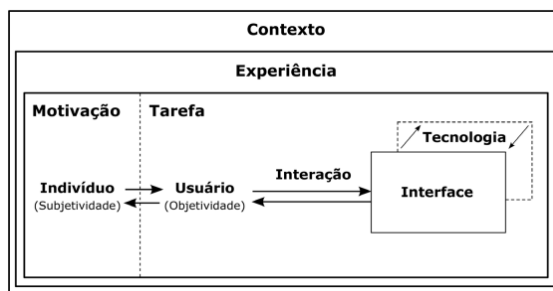 Contexto
Experiência
Motivação
Tarefa
Tecnologia
Interação
Indivíduo
(Subjetividade)
Usuário
(Objetividade)
Interface